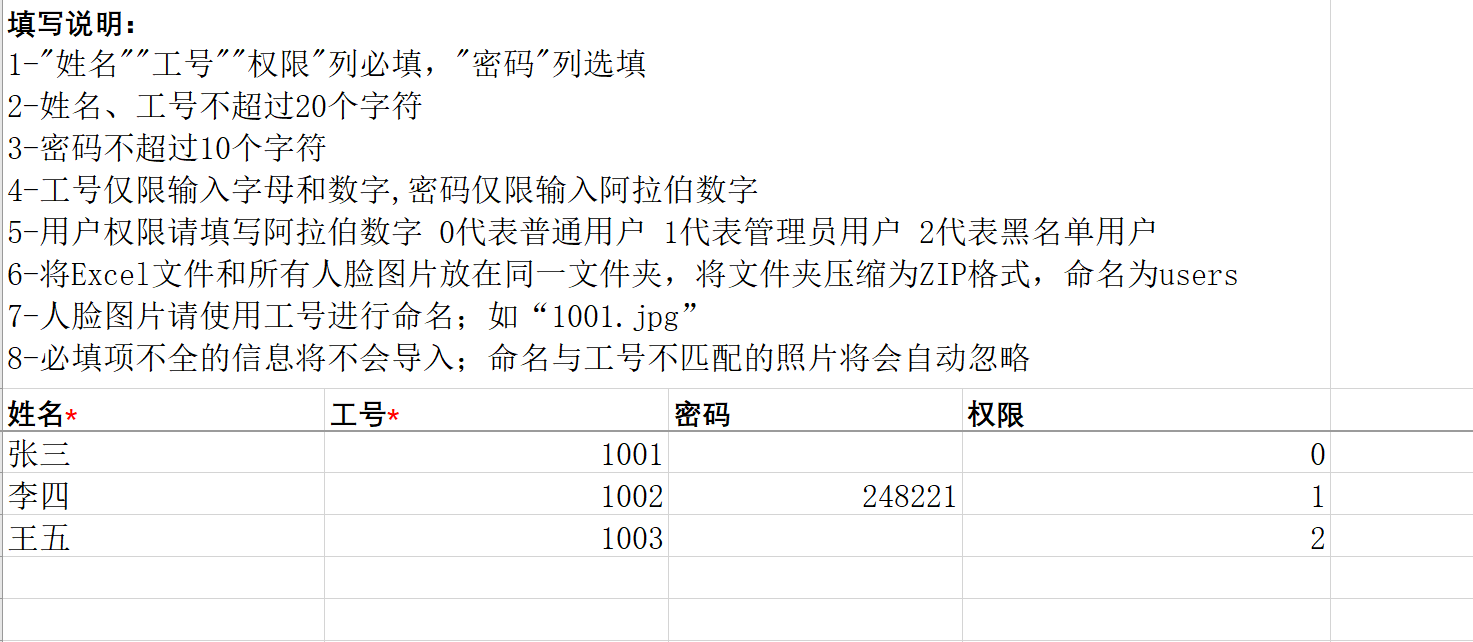 填写说明：
1-"姓名""工号""权限"列必填，"密码"列选填
2-姓名、工号不超过20个字符
3-密码不超过10个字符
4-工号仅限输入字母和数字,密码仅限输入阿拉伯数字
5-用户权限请填写阿拉伯数字 0代表普通用户 1代表管理员用户 2代表黑名单用户
6-将Excel文件和所有人脸图片放在同一文件夹，将文件夹压缩为ZIP格式，命名为users
7-人脸图片请使用工号进行命名；如“1001.jpg”
8-必填项不全的信息将不会导入；命名与工号不匹配的照片将会自动忽略
姓名* 工号* 密码 权限
张三 1001 0
李四 1002 248221 1
王五 1003 2